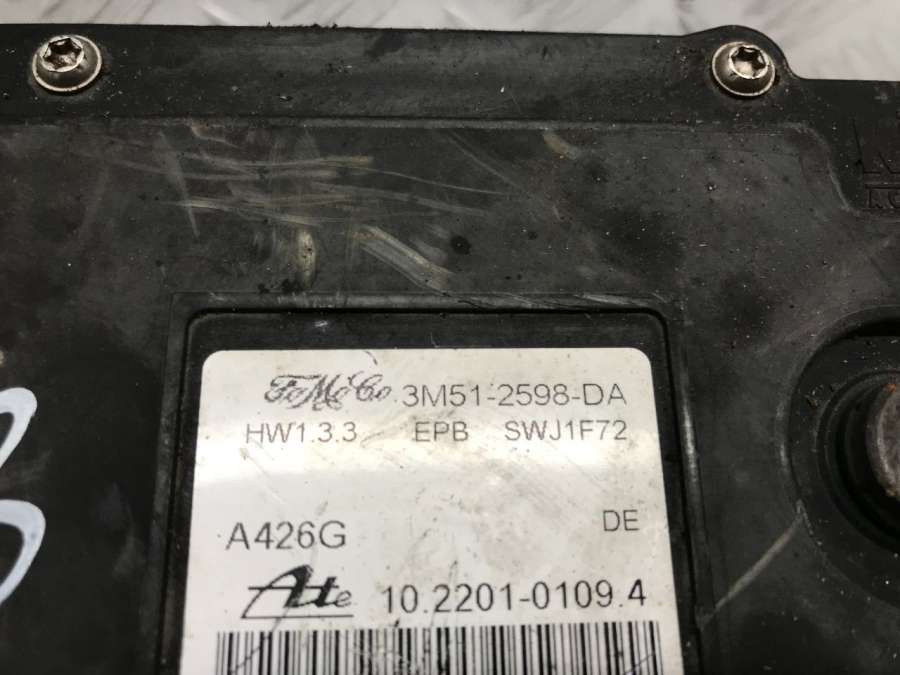 FoMoCo 3M51-2598-DA
HW1.3.3 EPB SWJ1F72
A426G DE
Ate 10.2201-0109.4